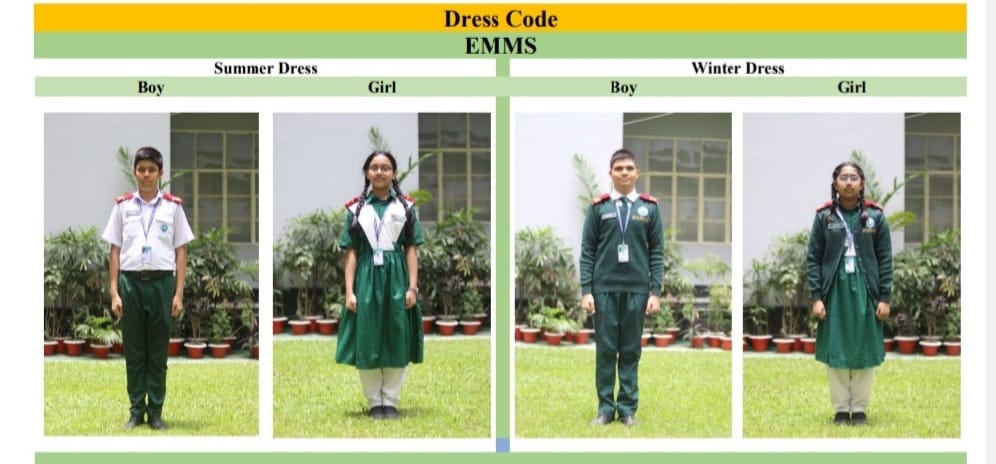 Dress Code
EMMS
Summer Dress
Winter Dress
Boy
Girl
Boy
Girl